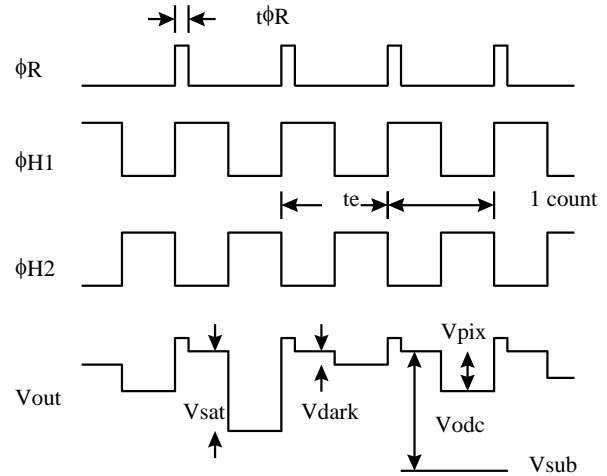 tϕR
ϕR
ϕH1
te
1 count
ϕH2
Vpix
Vout
Vsat
Vdark
Vodc
Vsub